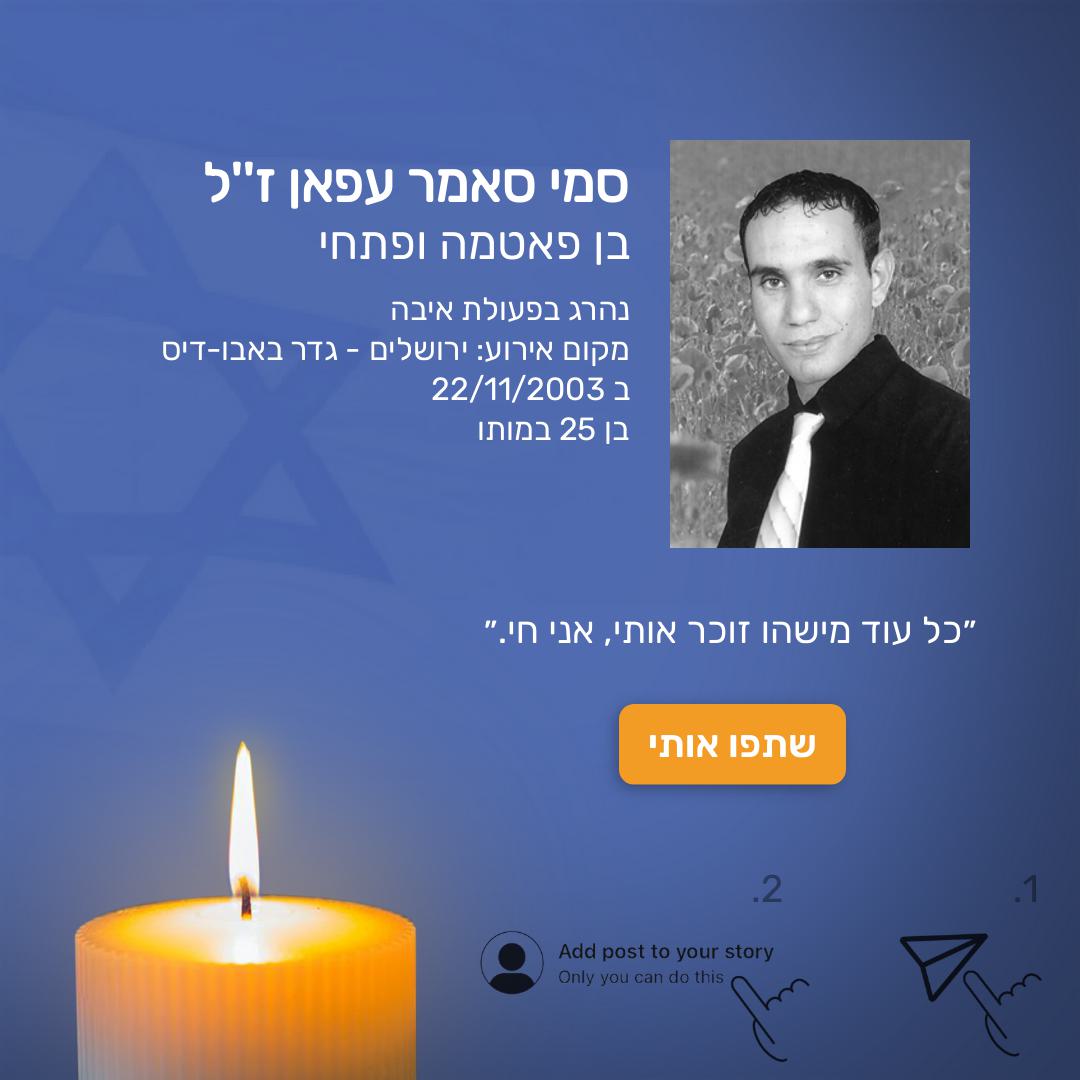 סמי סאמר עפאן ז"ל
בן פאטמה ופתחי
נהרג בפעולת איבה
מקום אירוע: ירושלים - גדר באבו-דיס
ב 22/11/2003
בן 25 במותו
״כל עוד מישהו זוכר אותי, אני חי.״
שתפו אותי
1.
2.
Add post to your story
Only you can do this